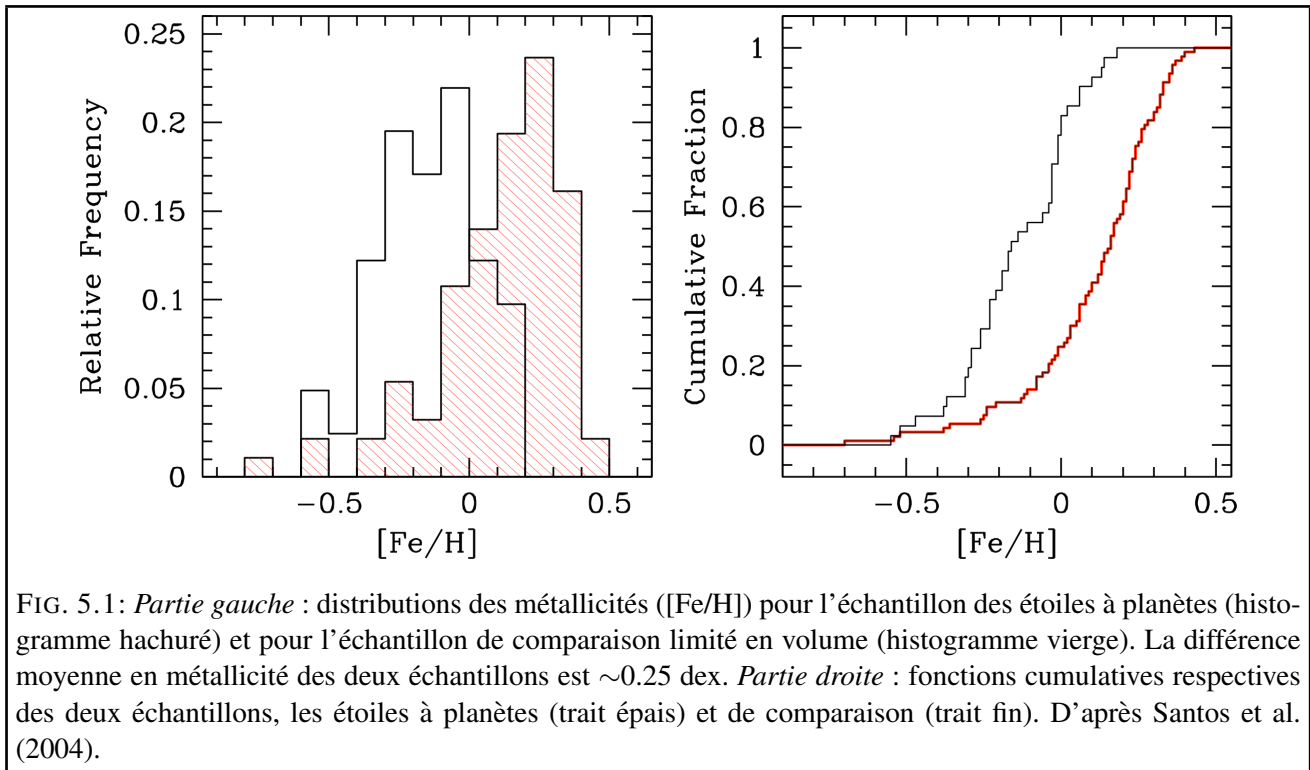 0.25
0.2
0.15
0.1
0.05
0
Relative Frequency
−0.5
0
0.5
[Fe/H]
1
0.8
0.6
0.4
0.2
0
Cumulative Fraction
−0.5
0
0.5
[Fe/H]
FIG. 5.1: Partie gauche : distributions des métallicités ([Fe/H]) pour l'échantillon des étoiles à planètes (histo-
gramme hachuré) et pour l'échantillon de comparaison limité en volume (histogramme vierge). La différence
moyenne en métallicité des deux échantillons est ∼0.25 dex. Partie droite : fonctions cumulatives respectives
des deux échantillons, les étoiles à planètes (trait épais) et de comparaison (trait fin). D'après Santos et al.
(2004).